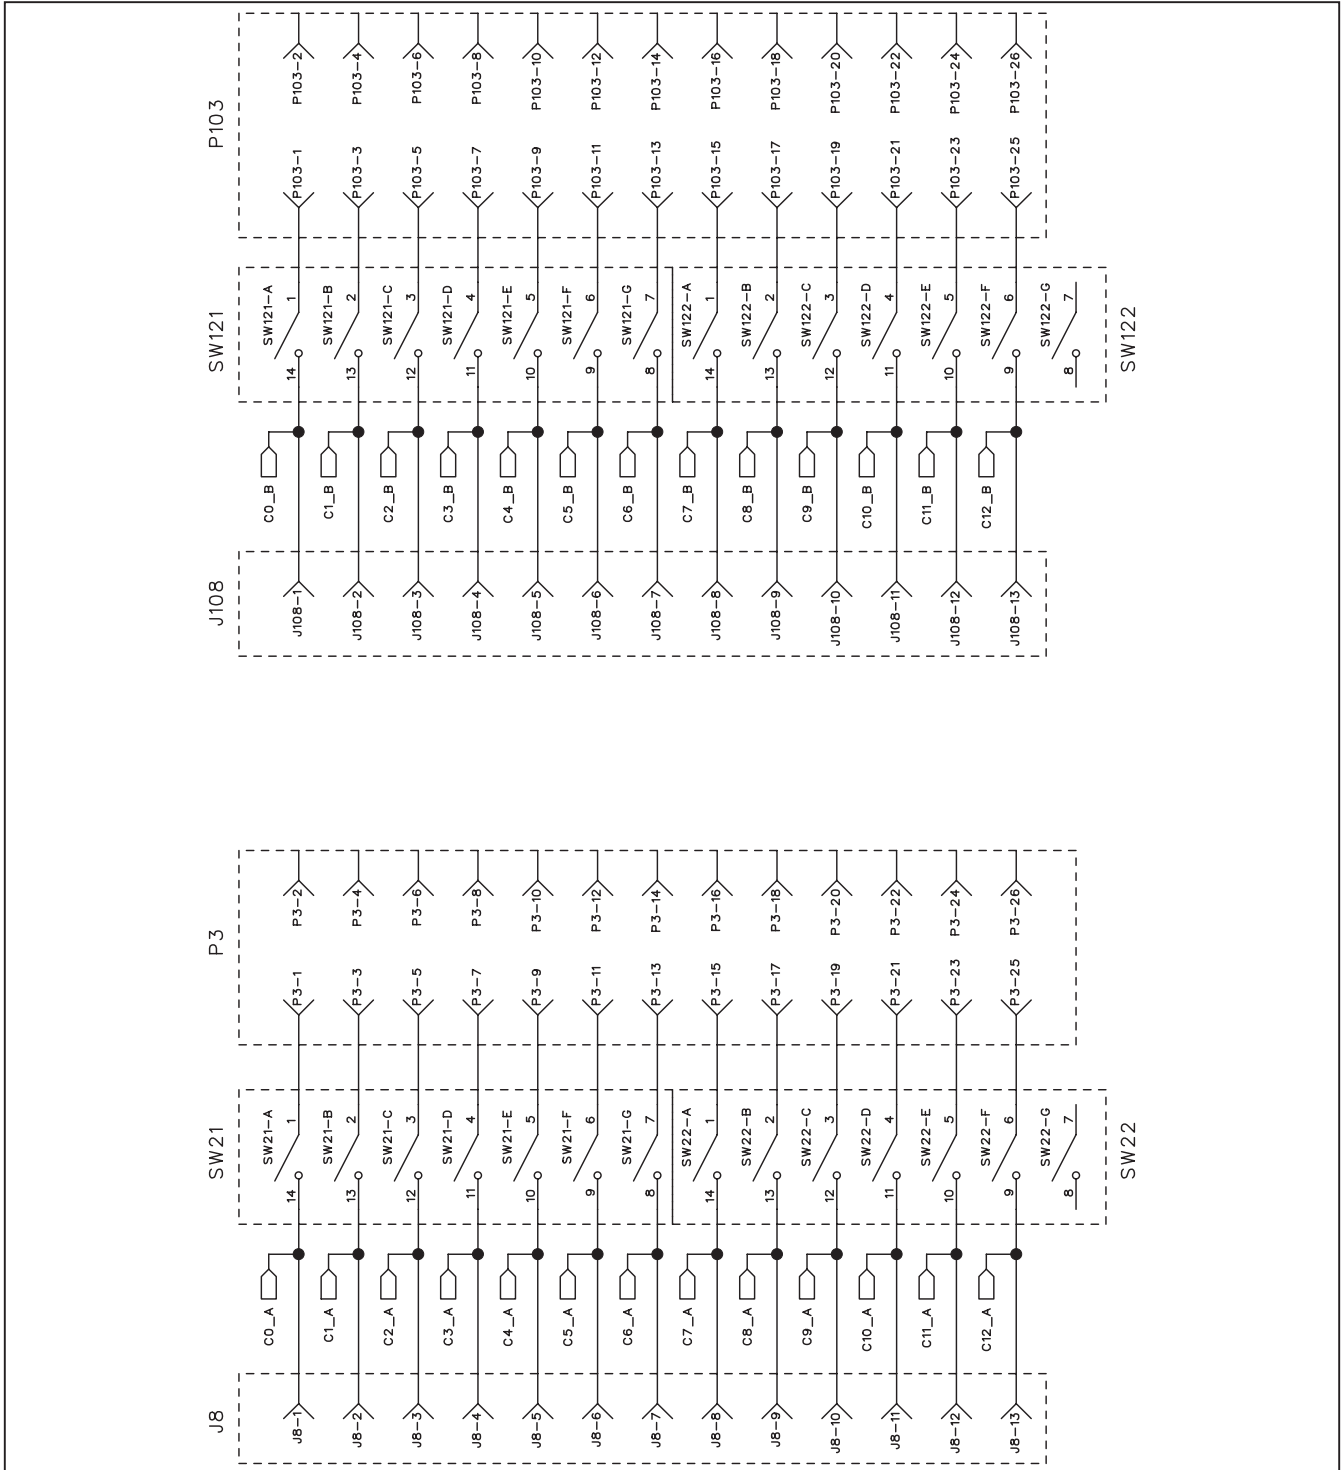 P103
P103-2
P103-4
P103-6
P103-8
P103-10
P103-12
P103-14
P103-16
P103-18
P103-20
P103-22
P103-24
P103-26
P103-1
P103-3
P103-5
P103-7
P103-9
P103-11
P103-13
P103-15
P103-17
P103-19
P103-21
P103-23
P103-25
SW121
SW121-A 1 14
SW121-B 2 13
SW121-C 3 12
SW121-D 4 11
SW121-E 5 10
SW121-F 6 9
SW121-G 7 8
SW122-A 1 14
SW122-B 2 13
SW122-C 3 12
SW122-D 4 11
SW122-E 5 10
SW122-F 6 9
SW122-G 7 8
SW122
C0_B
C1_B
C2_B
C3_B
C4_B
C5_B
C6_B
C7_B
C8_B
C9_B
C10_B
C11_B
C12_B
J108
J108-1
J108-2
J108-3
J108-4
J108-5
J108-6
J108-7
J108-8
J108-9
J108-10
J108-11
J108-12
J108-13
P3
P3-2
P3-4
P3-6
P3-8
P3-10
P3-12
P3-14
P3-16
P3-18
P3-20
P3-22
P3-24
P3-26
P3-1
P3-3
P3-5
P3-7
P3-9
P3-11
P3-13
P3-15
P3-17
P3-19
P3-21
P3-23
P3-25
SW21
SW21-A 1 14
SW21-B 2 13
SW21-C 3 12
SW21-D 4 11
SW21-E 5 10
SW21-F 6 9
SW21-G 7 8
SW22-A 1 14
SW22-B 2 13
SW22-C 3 12
SW22-D 4 11
SW22-E 5 10
SW22-F 6 9
SW22-G 7 8
SW22
C0_A
C1_A
C2_A
C3_A
C4_A
C5_A
C6_A
C7_A
C8_A
C9_A
C10_A
C11_A
C12_A
J8
J8-1
J8-2
J8-3
J8-4
J8-5
J8-6
J8-7
J8-8
J8-9
J8-10
J8-11
J8-12
J8-13